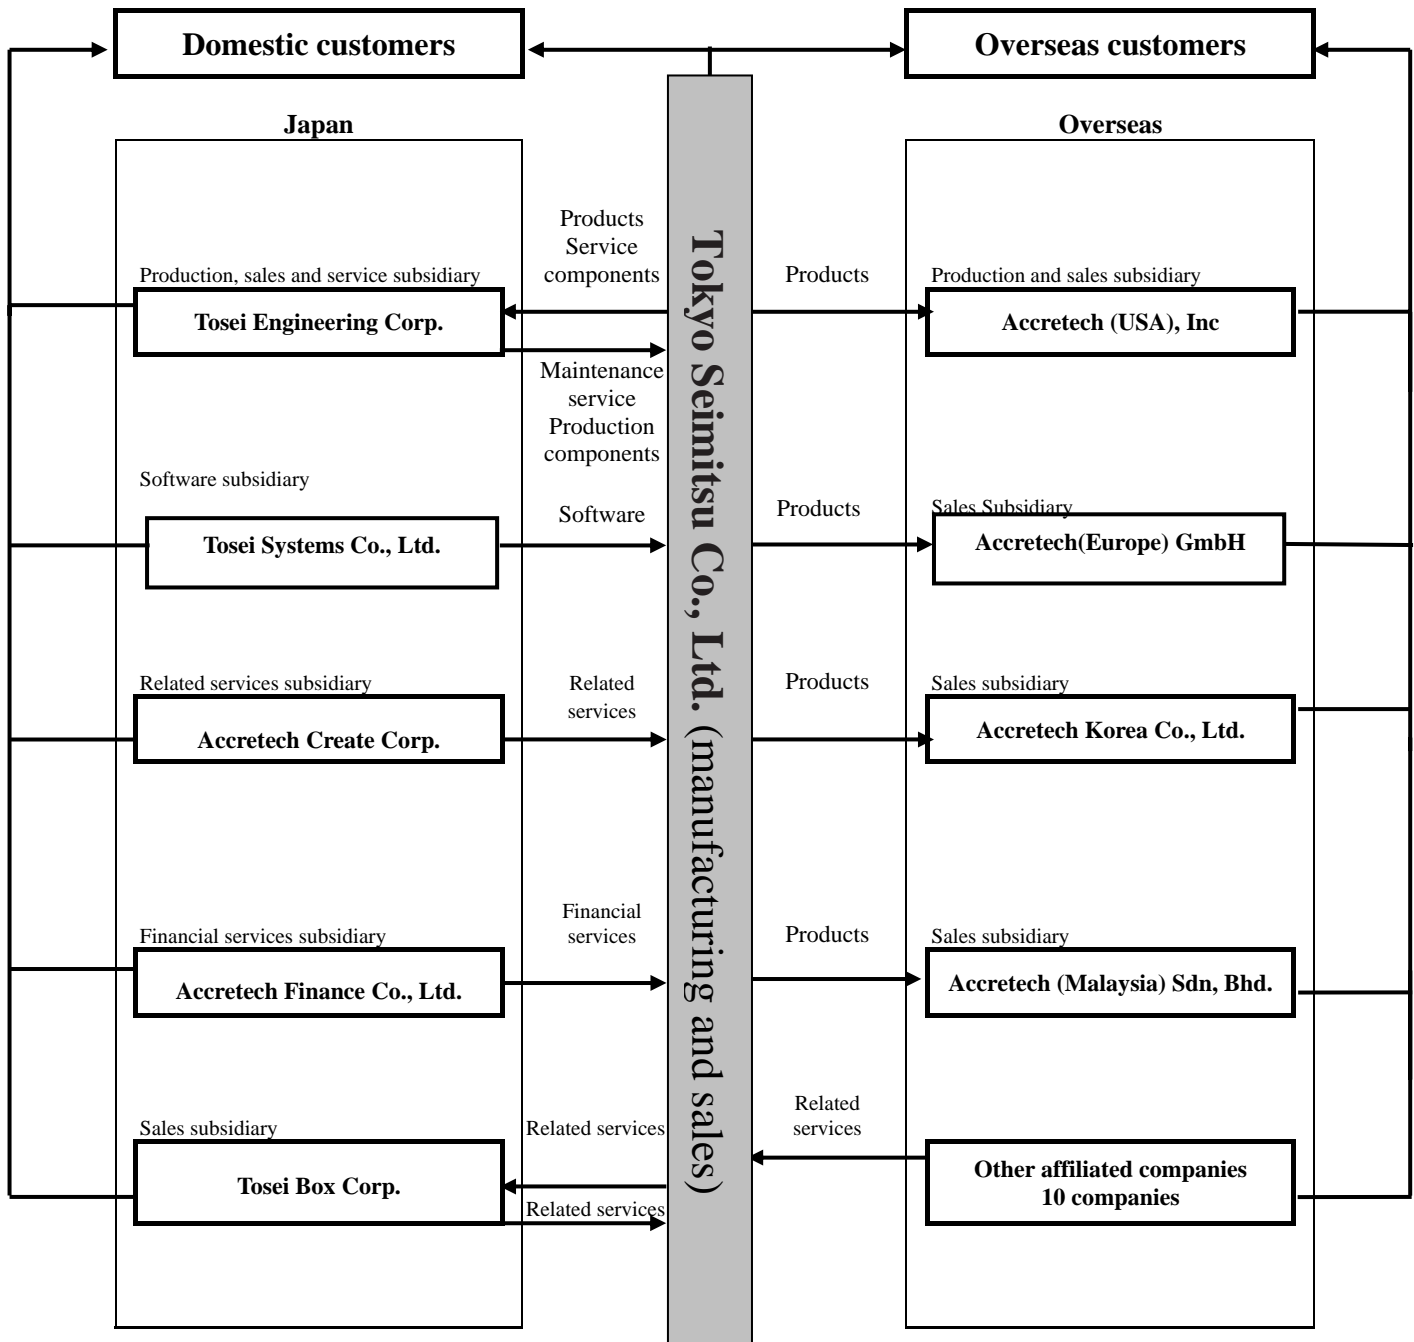 Domestic customers
Overseas customers
Japan
Overseas
Products
Service
components
Products
Production, sales and service subsidiary
Tosei Engineering Corp.
Production and sales subsidiary
Accretech (USA), Inc
Maintenance
service
Production
components
Tokyo Seimitsu Co., Ltd. (manufacturing and sales)
Software subsidiary
Tosei Systems Co., Ltd.
Software
Products
Sales Subsidiary
Accretech(Europe) GmbH
Related services subsidiary
Accretech Create Corp.
Related
services
Products
Sales subsidiary
Accretech Korea Co., Ltd.
Financial services subsidiary
Accretech Finance Co., Ltd.
Financial
services
Products
Sales subsidiary
Accretech (Malaysia) Sdn, Bhd.
Sales subsidiary
Tosei Box Corp.
Related services
Related services
Related
services
Other affiliated companies
10 companies